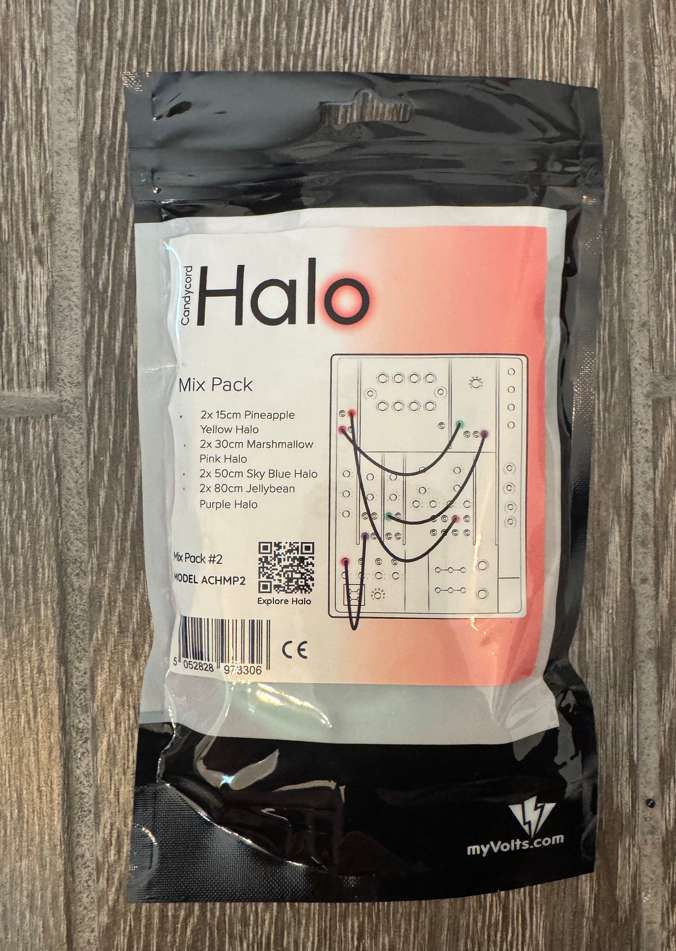 Candycord
Halo
Mix Pack
2x 15cm Pineapple
Yellow Halo
2x 30cm Marshmallow
Pink Halo
2x 50cm Sky Blue Halo
2x 80cm Jellybean
Purple Halo
Mix Pack #2
MODEL ACHMP2
Explore Halo
5 052828 973306
CE
myVolts.com